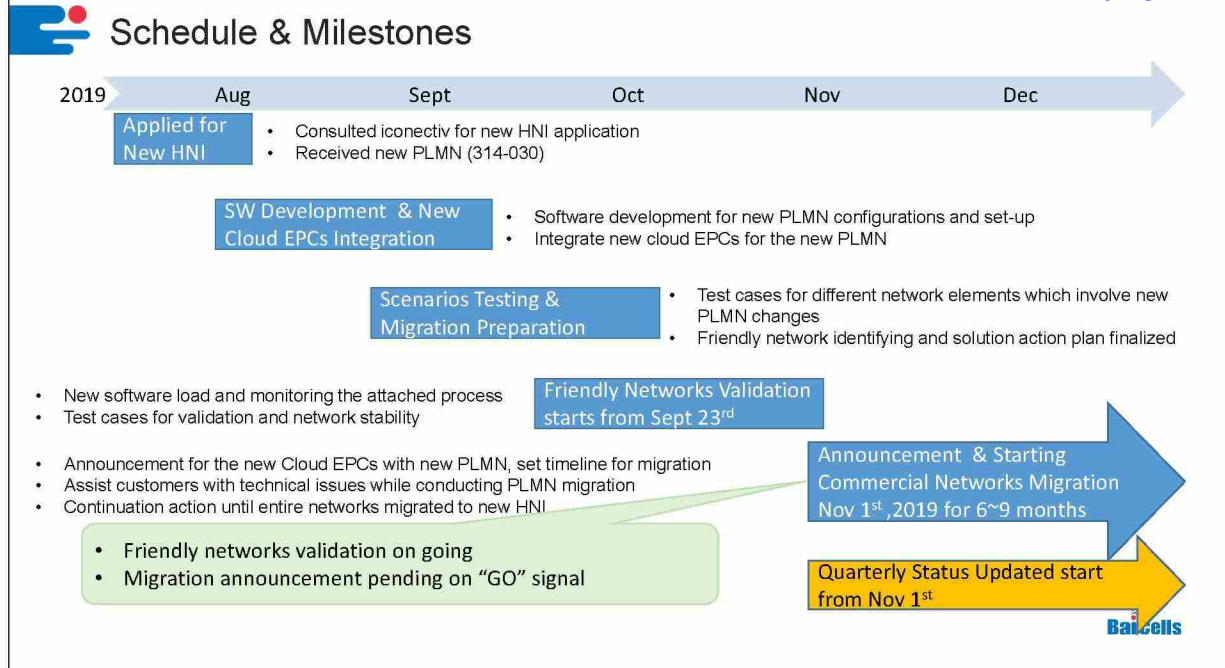 Schedule & Milestones
2019
Aug
Sept
Oct
Nov
Dec
Applied for
New HNI
• Consulted iconectiv for new HNI application
• Received new PLMN (314-030)
SW Development & New
Cloud EPCs Integration
• Software development for new PLMN configurations and set-up
• Integrate new cloud EPCs for the new PLMN
Scenarios Testing &
Migration Preparation
• Test cases for different network elements which involve new
PLMN changes
• Friendly network identifying and solution action plan finalized
• New software load and monitoring the attached process
• Test cases for validation and network stability
Friendly Networks Validation
starts from Sept 23rd
• Announcement for the new Cloud EPCs with new PLMN, set timeline for migration
• Assist customers with technical issues while conducting PLMN migration
• Continuation action until entire networks migrated to new HNI
Announcement & Starting
Commercial Networks Migration
Nov 1st ,2019 for 6~9 months
• Friendly networks validation on going
• Migration announcement pending on “GO” signal
Quarterly Status Updated start
from Nov 1st
Baicells